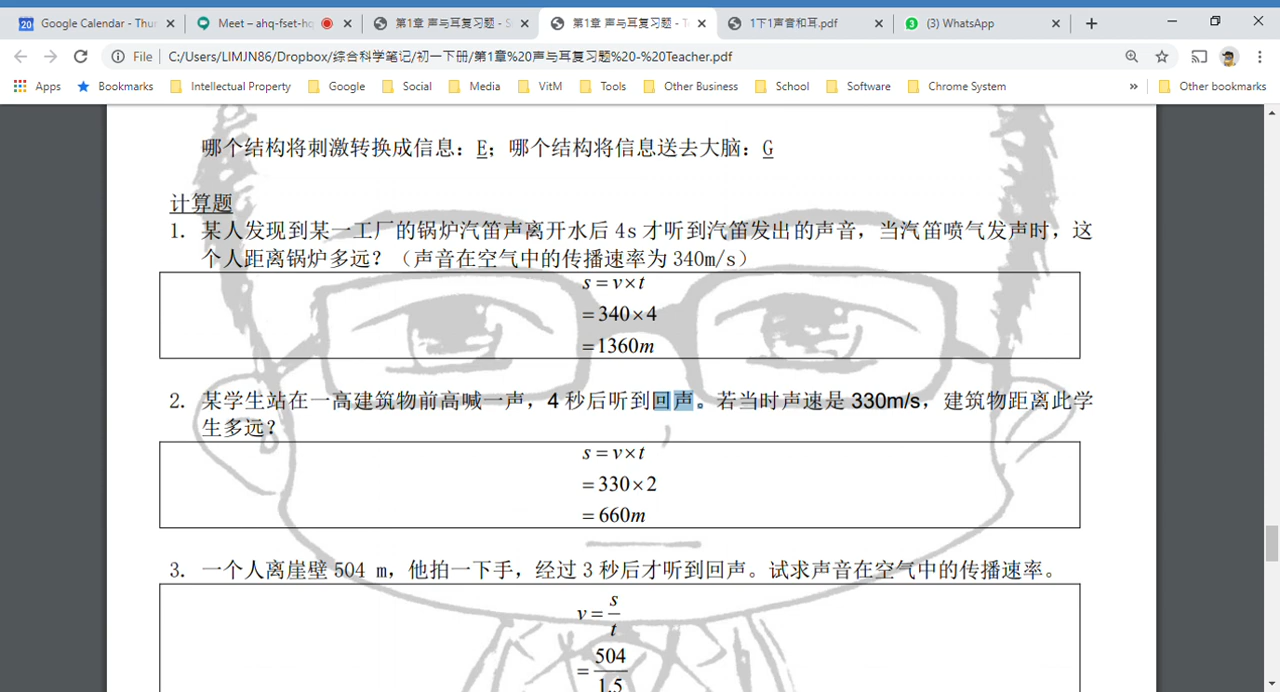 Google Calendar - Thur
Meet – ahq-fset-hq
第1章 声与耳复习题 - S
第1章 声与耳复习题 - T
1下1声音和耳.pdf
(3) WhatsApp
File
C:/Users/LIMJN86/Dropbox/综合科学笔记/初一下册/第1章%20声与耳复习题%20-%20Teacher.pdf
Apps Bookmarks Intellectual Property Google Social Media VitM Tools Other Business School Software Chrome System » Other bookmarks
哪个结构将刺激转换成信息：E；哪个结构将信息送去大脑：G
计算题
1. 某人发现到某一工厂的锅炉汽笛声离开水后 4s 才听到汽笛发出的声音，当汽笛喷气发声时，这
个人距离锅炉多远？（声音在空气中的传播速率为 340m/s）
s = v×t
= 340×4
= 1360m
2. 某学生站在一高建筑物前高喊一声，4 秒后听到回声。若当时声速是 330m/s，建筑物距离此学
生多远？
s = v×t
= 330×2
= 660m
3. 一个人离崖壁 504 m，他拍一下手，经过 3 秒后才听到回声。试求声音在空气中的传播速率。
v = s/t
= 504/1.5